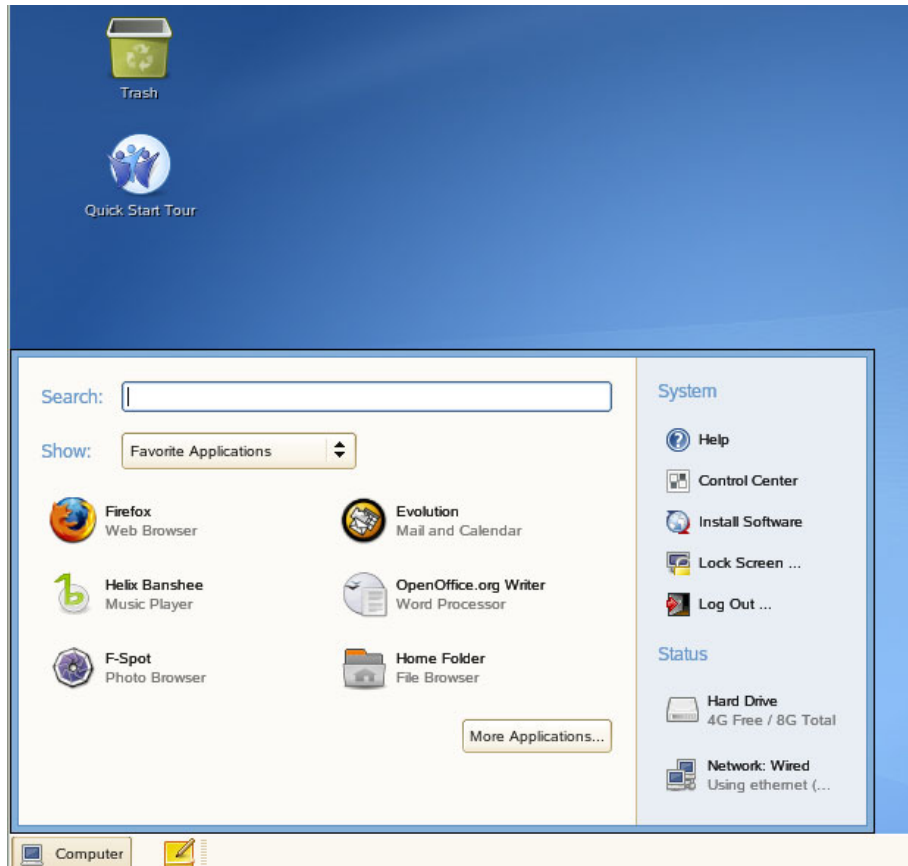 Trash
Quick Start Tour
Search:
Show:
Favorite Applications
Firefox
Web Browser
Evolution
Mail and Calendar
Helix Banshee
Music Player
OpenOffice.org Writer
Word Processor
F-Spot
Photo Browser
Home Folder
File Browser
More Applications...
System
Help
Control Center
Install Software
Lock Screen ...
Log Out ...
Status
Hard Drive
4G Free / 8G Total
Network: Wired
Using ethernet (...
Computer